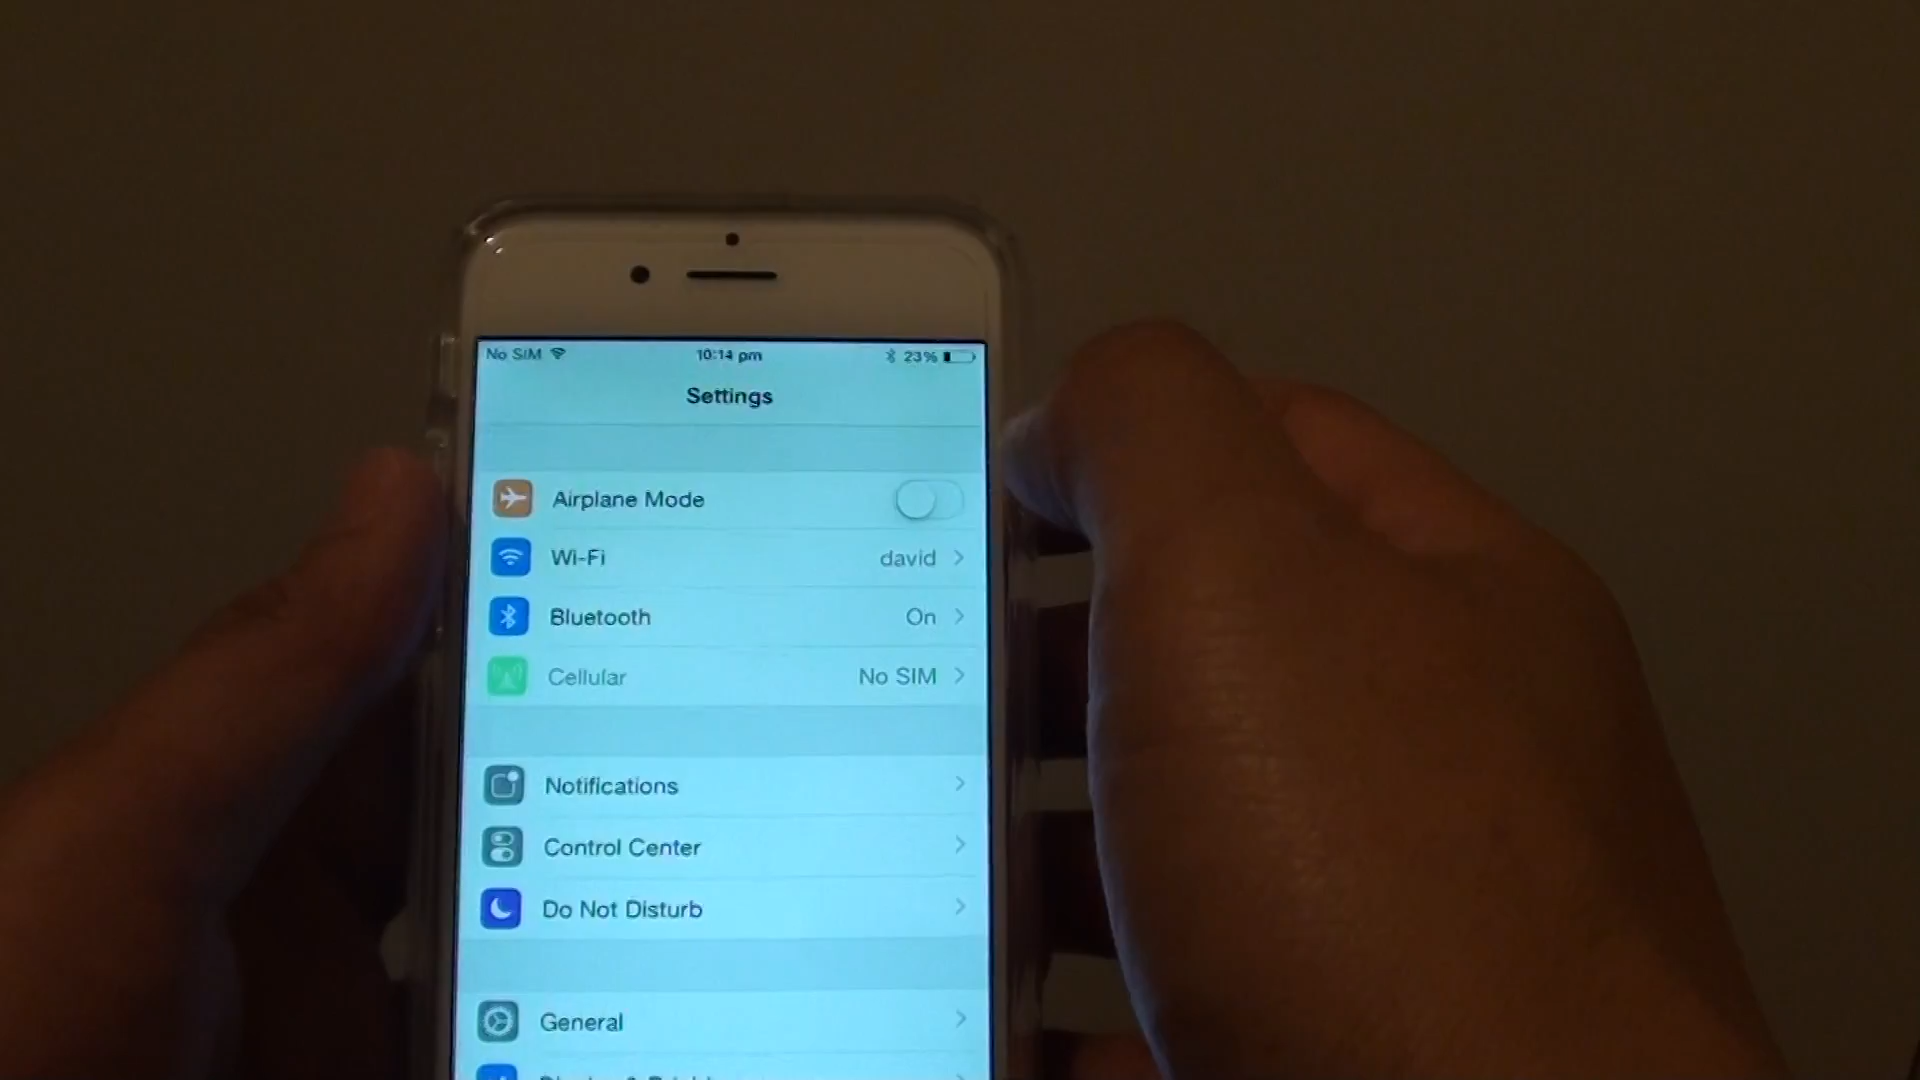 No SIM 10:14 pm 23%
Settings
Airplane Mode
Wi-Fi david
Bluetooth On
Cellular No SIM
Notifications
Control Center
Do Not Disturb
General